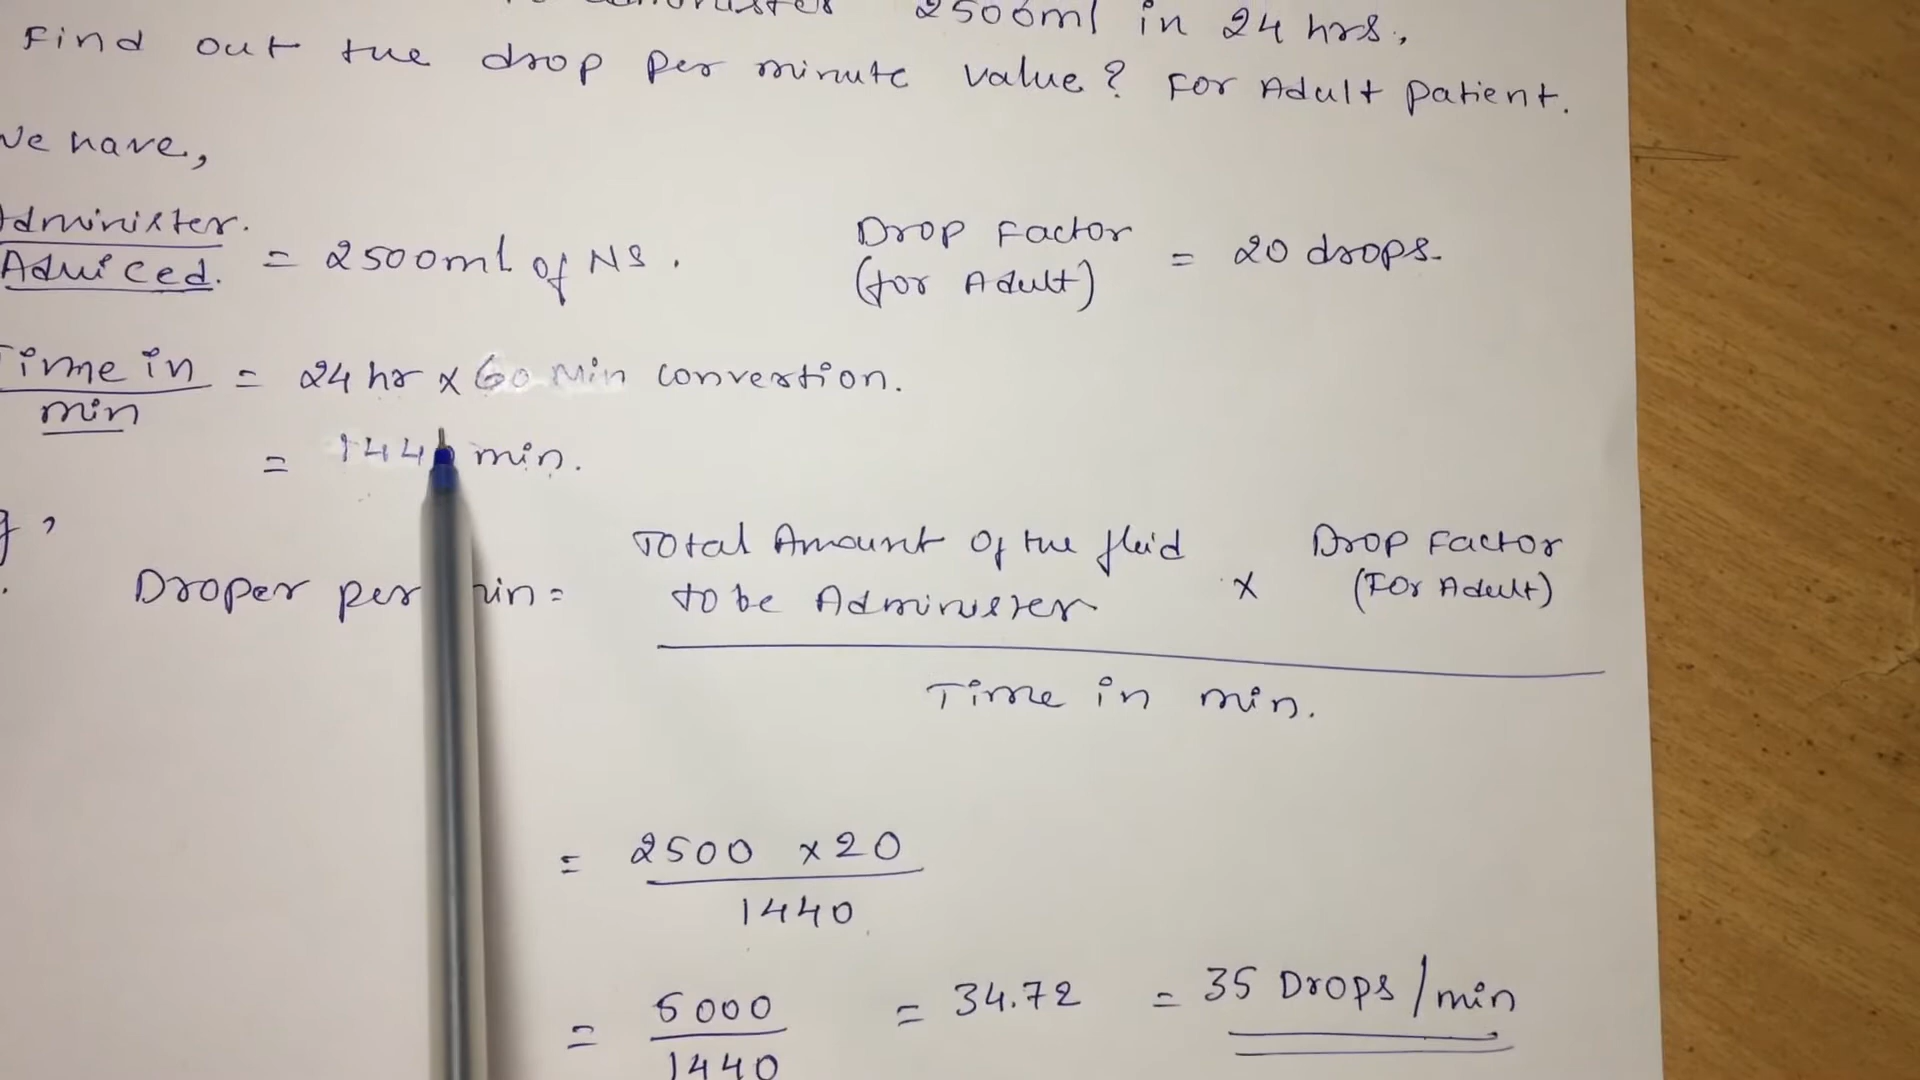 2500ml in 24 hrs.
Find out the drop per minute value? For Adult patient.
We have,
Administer.
Adviced. = 2500ml of NS.
Drop Factor
(for Adult) = 20 drops.
Time in
min = 24 hr x 60 Min convertion.
= 1440 min.
Droper per min = Total Amount of the fluid
to be Administer x Drop Factor
(For Adult)
Time in min.
= 2500 x 20
1440
= 5000
1440 = 34.72 = 35 Drops/min